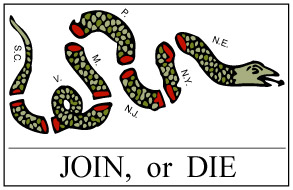 P.
S.C.
M.
N.E.
V.
N.Y.
N.J.
JOIN, or DIE